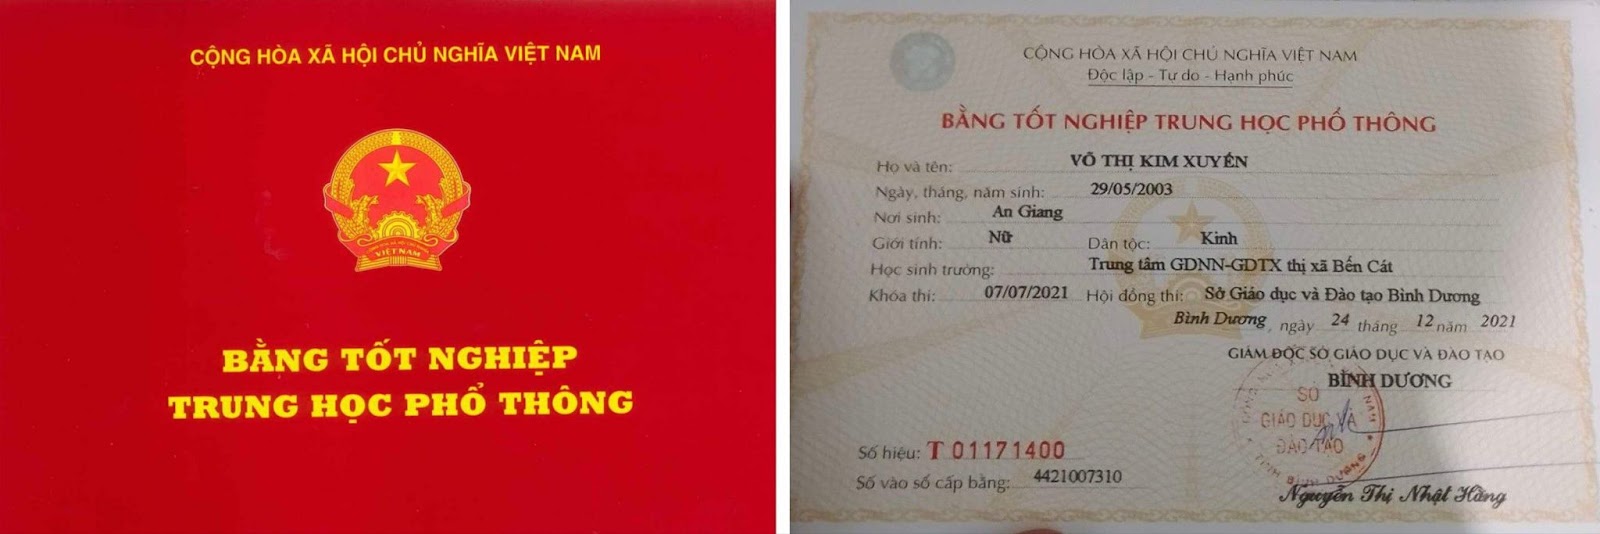 CỘNG HÒA XÃ HỘI CHỦ NGHĨA VIỆT NAM
VIỆT NAM
BẰNG TỐT NGHIỆP
TRUNG HỌC PHỔ THÔNG
CỘNG HÒA XÃ HỘI CHỦ NGHĨA VIỆT NAM
Độc lập - Tự do - Hạnh phúc
BẰNG TỐT NGHIỆP TRUNG HỌC PHỔ THÔNG
Họ và tên: VÕ THỊ KIM XUYẾN
Ngày, tháng, năm sinh: 29/05/2003
Nơi sinh: An Giang
Giới tính: Nữ Dân tộc: Kinh
Học sinh trường: Trung tâm GDNN-GDTX thị xã Bến Cát
Khóa thi: 07/07/2021 Hội đồng thi: Sở Giáo dục và Đào tạo Bình Dương
Bình Dương, ngày 24 tháng 12 năm 2021
GIÁM ĐỐC SỞ GIÁO DỤC VÀ ĐÀO TẠO
BÌNH DƯƠNG
SỞ
GIÁO DỤC VÀ
ĐÀO TẠO
TỈNH BÌNH DƯƠNG
Số hiệu: T 01171400
Số vào sổ cấp bằng: 4421007310
Nguyễn Thị Nhật Hằng